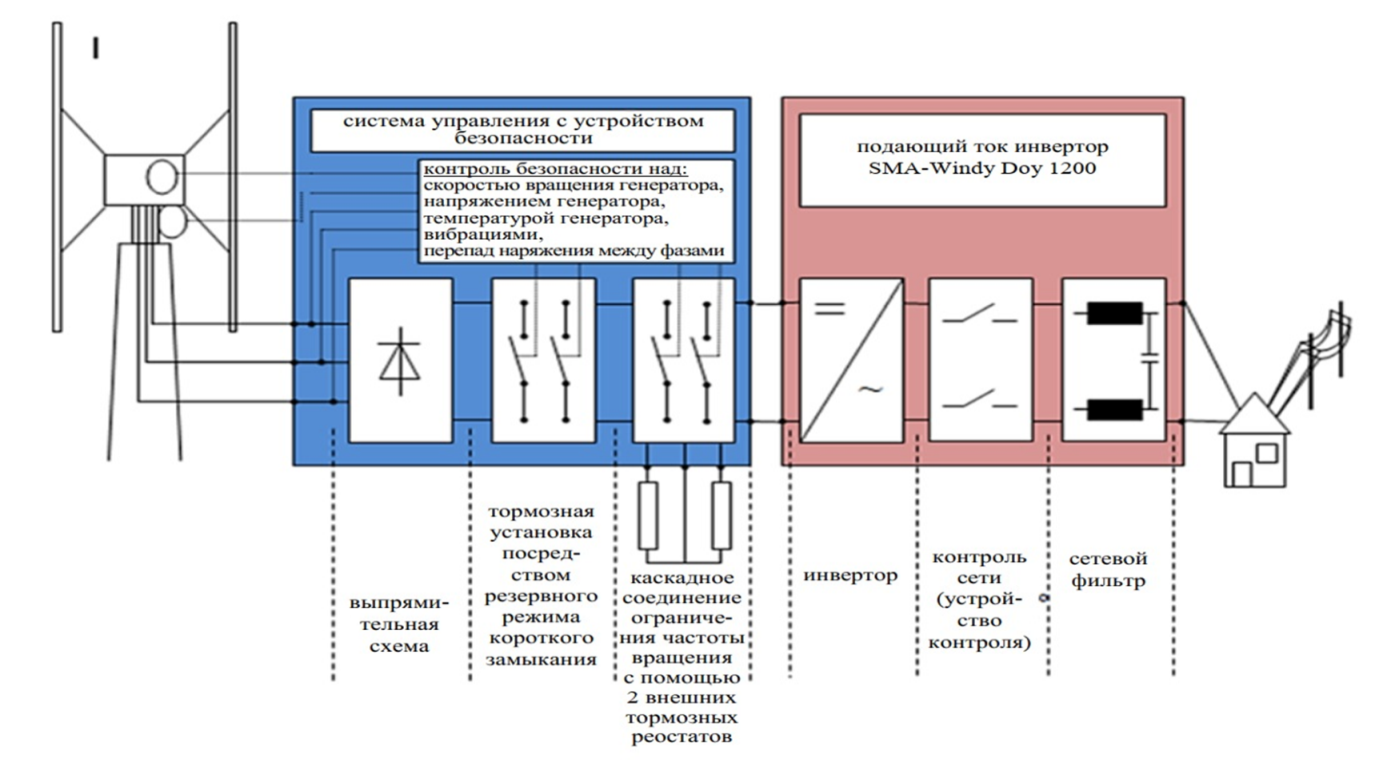 система управления с устройством
безопасности
контроль безопасности над:
скоростью вращения генератора,
напряжением генератора,
температурой генератора,
вибрациями,
перепад наряжения между фазами
подающий ток инвертор
SMA-Windy Doy 1200
выпрями-
тельная
схема
тормозная
установка
посред-
ством
резервного
режима
короткого
замыкания
каскадное
соединение
ограниче-
ния частоты
вращения
с помощью
2 внешних
тормозных
реостатов
инвертор
контроль
сети
(устрой-
ство
контроля)
сетевой
фильтр